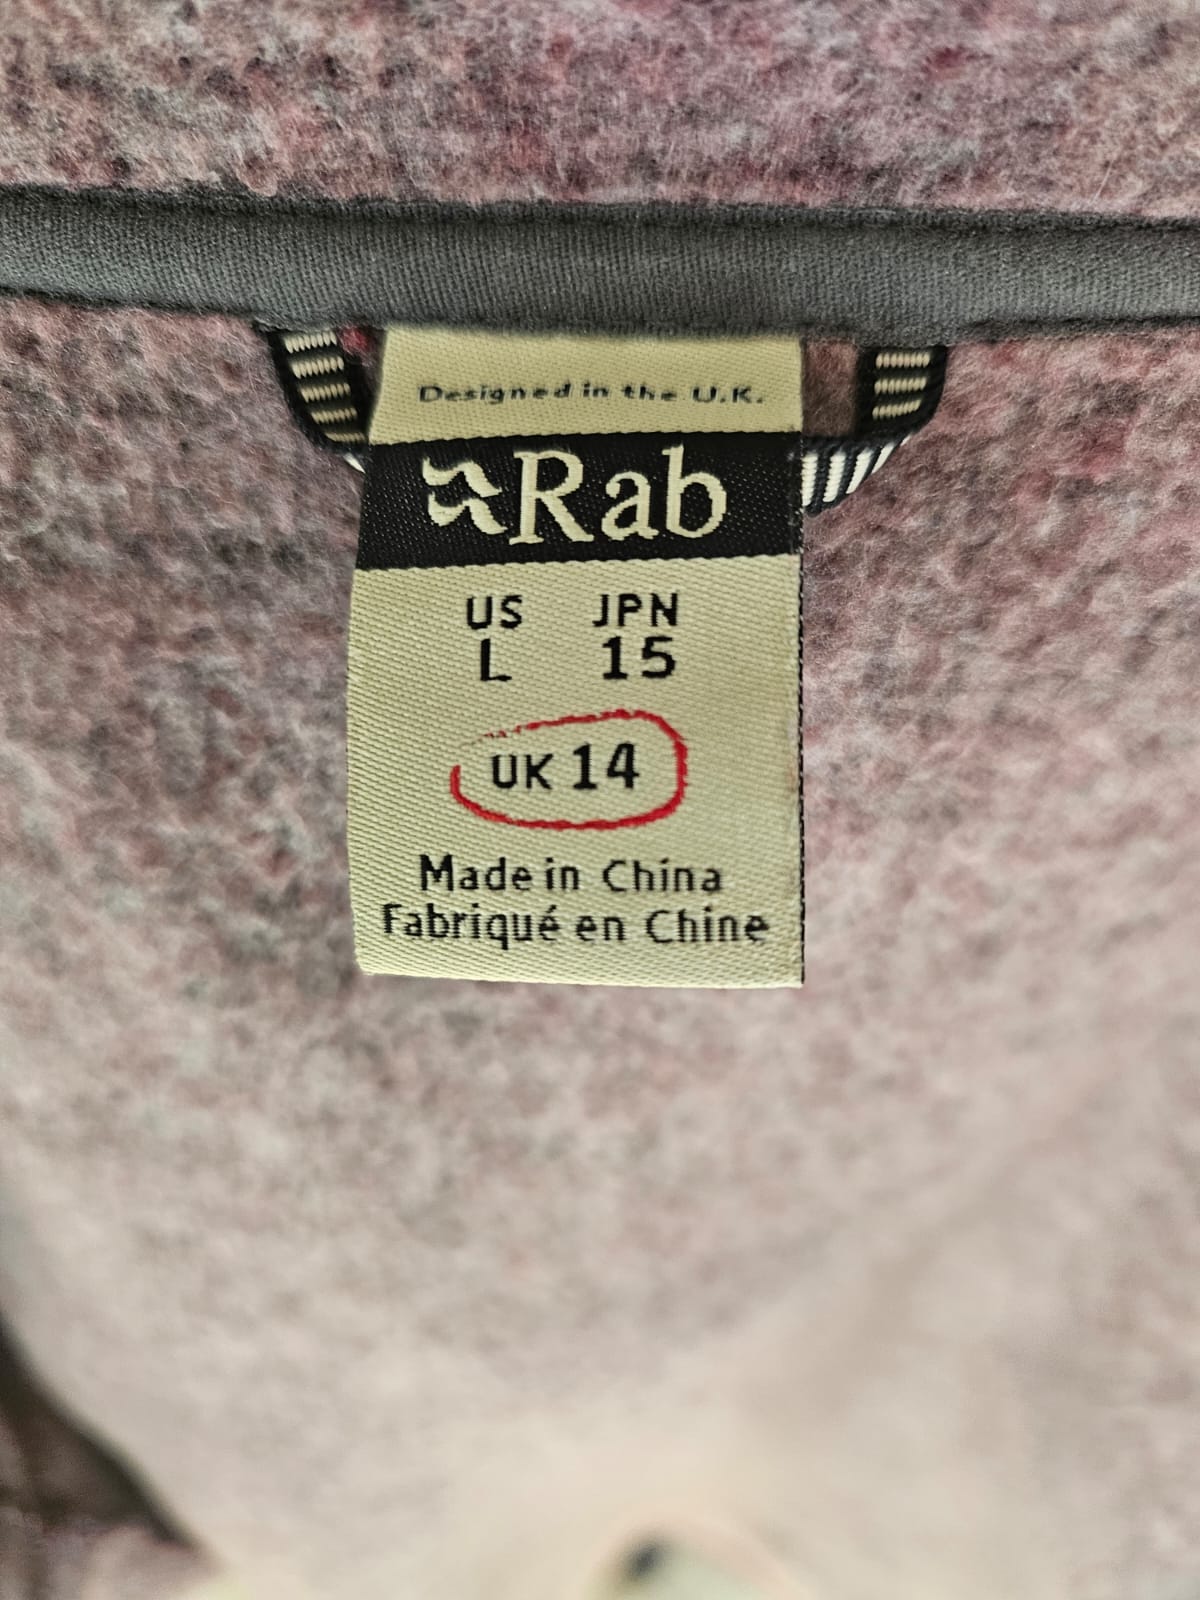 Designed in the U.K.
Rab
US JPN
L 15
UK 14
Made in China
Fabriqué en Chine